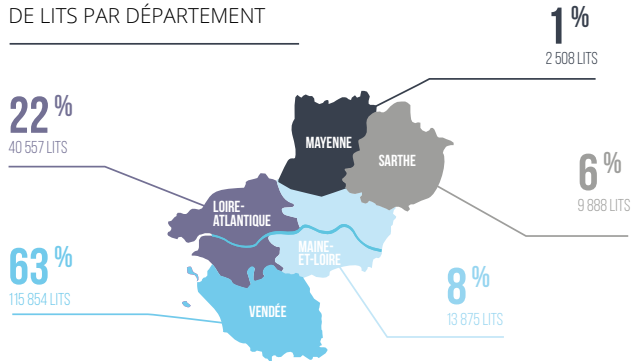 DE LITS PAR DÉPARTEMENT
1 %
2 508 LITS
22 %
40 557 LITS
MAYENNE
SARTHE
6 %
9 888 LITS
LOIRE-
ATLANTIQUE
MAINE-
ET-LOIRE
63 %
115 854 LITS
8 %
13 875 LITS
VENDÉE